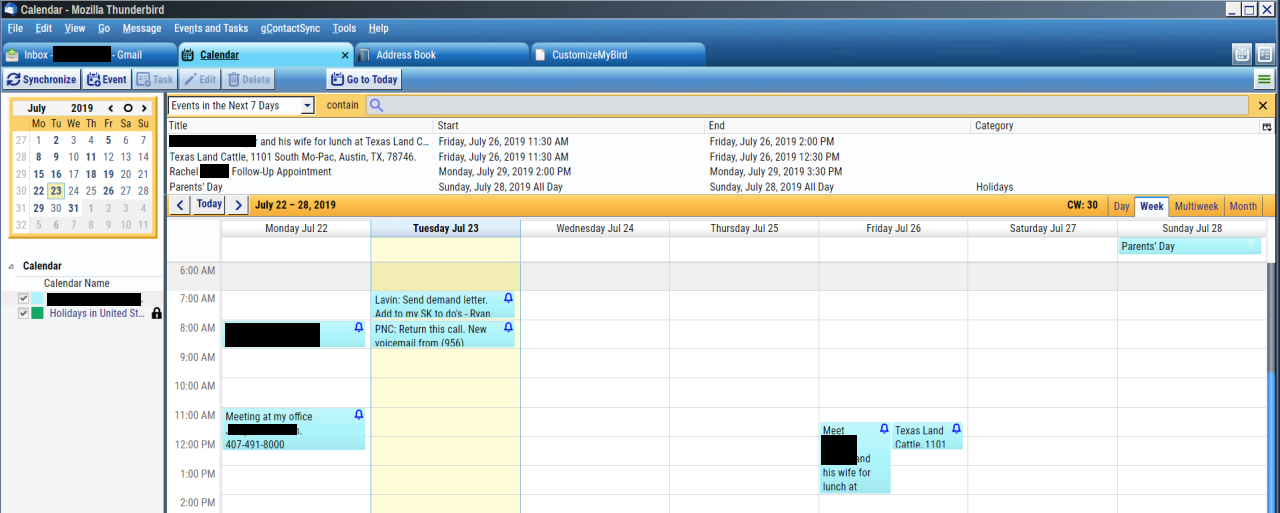 Calendar - Mozilla Thunderbird
File Edit View Go Message Events and Tasks gContactSync Tools Help
Inbox - - Gmail Calendar Address Book CustomizeMyBird
Synchronize Event Task Edit Delete Go to Today
July 2019
Mo Tu We Th Fr Sa Su
27 1 2 3 4 5 6 7
28 8 9 10 11 12 13 14
29 15 16 17 18 19 20 21
30 22 23 24 25 26 27 28
31 29 30 31 1 2 3 4
32 5 6 7 8 9 10 11
Calendar
Calendar Name
Holidays in United St...
Events in the Next 7 Days contain
Title Start End Category
and his wife for lunch at Texas Land C... Friday, July 26, 2019 11:30 AM Friday, July 26, 2019 2:00 PM
Texas Land Cattle, 1101 South Mo-Pac, Austin, TX, 78746. Friday, July 26, 2019 11:30 AM Friday, July 26, 2019 12:30 PM
Rachel Follow-Up Appointment Monday, July 29, 2019 2:00 PM Monday, July 29, 2019 3:30 PM
Parents' Day Sunday, July 28, 2019 All Day Sunday, July 28, 2019 All Day Holidays
Today July 22 – 28, 2019 CW: 30 Day Week Multiweek Month
Monday Jul 22 Tuesday Jul 23 Wednesday Jul 24 Thursday Jul 25 Friday Jul 26 Saturday Jul 27 Sunday Jul 28
Parents' Day
6:00 AM
7:00 AM
8:00 AM
9:00 AM
10:00 AM
11:00 AM
12:00 PM
1:00 PM
2:00 PM
Meeting at my office
407-491-8000
Lavin: Send demand letter.
Add to my SK to do's - Ryan
PNC: Return this call. New
voicemail from (956)
Meet
and
his wife for
lunch at
Texas Land
Cattle, 1101